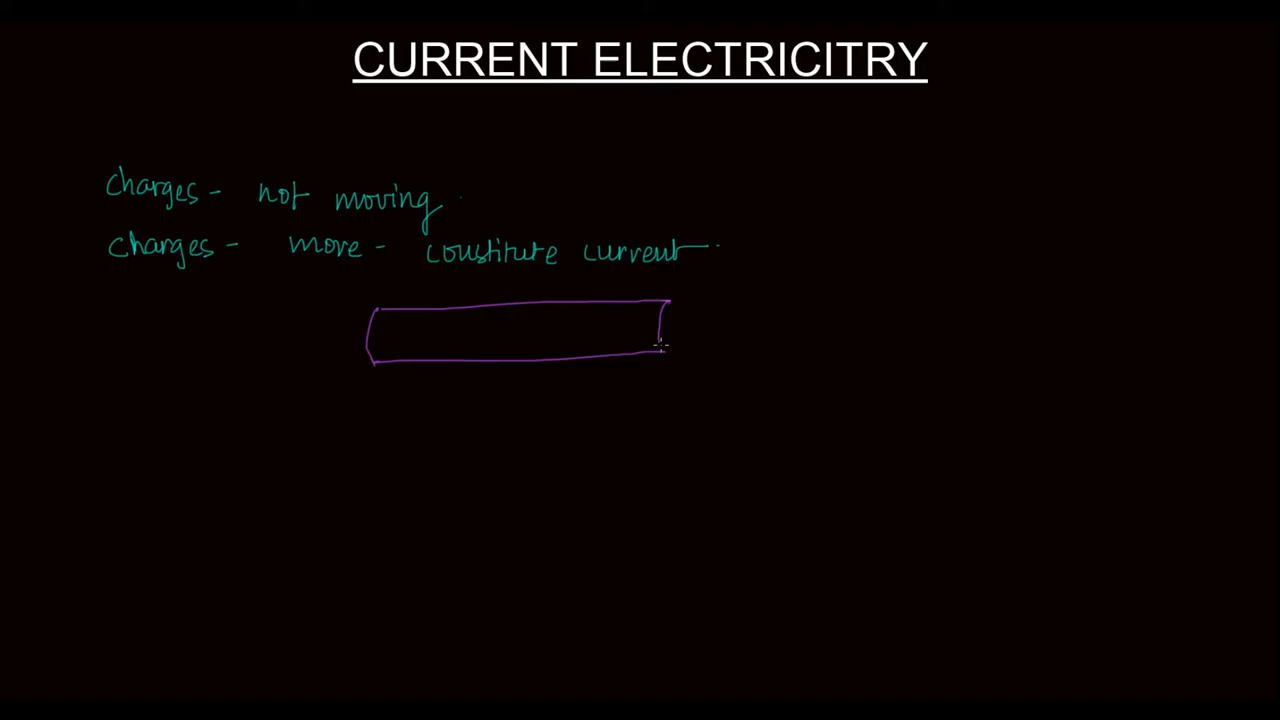 CURRENT ELECTRICITRY
charges - not moving .
charges - move - constitute current .